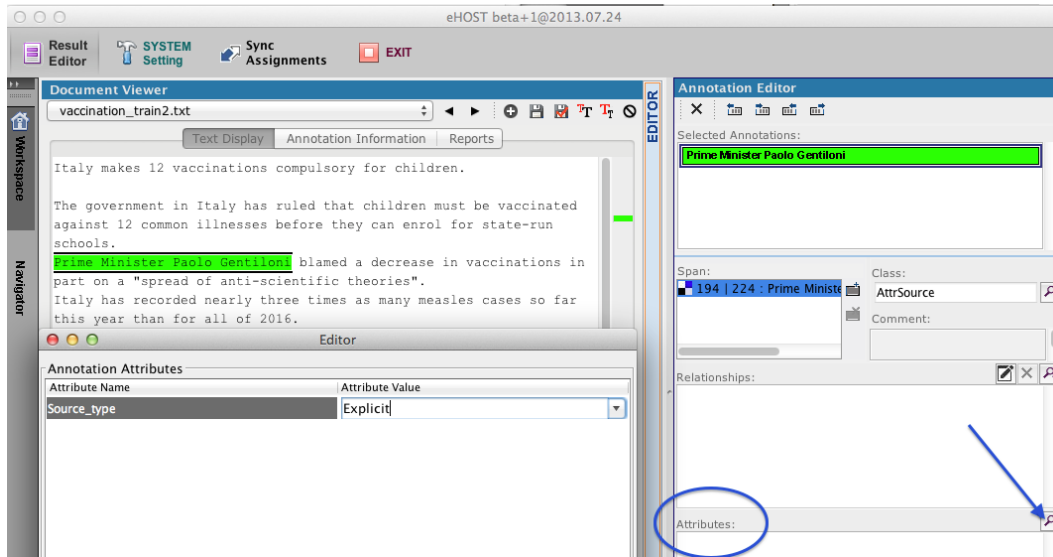 eHOST beta+1@2013.07.24
Result Editor
SYSTEM Setting
Sync Assignments
EXIT
Workspace
Navigator
Document Viewer
vaccination_train2.txt
Text Display Annotation Information Reports
Italy makes 12 vaccinations compulsory for children.
The government in Italy has ruled that children must be vaccinated
against 12 common illnesses before they can enrol for state-run
schools.
Prime Minister Paolo Gentiloni blamed a decrease in vaccinations in
part on a "spread of anti-scientific theories".
Italy has recorded nearly three times as many measles cases so far
this year than for all of 2016.
Editor
Annotation Attributes
Attribute Name Attribute Value
Source_type Explicit
EDITOR
Annotation Editor
Selected Annotations:
Prime Minister Paolo Gentiloni
Span:
194 | 224 : Prime Ministe
Class:
AttrSource
Comment:
Relationships:
Attributes: